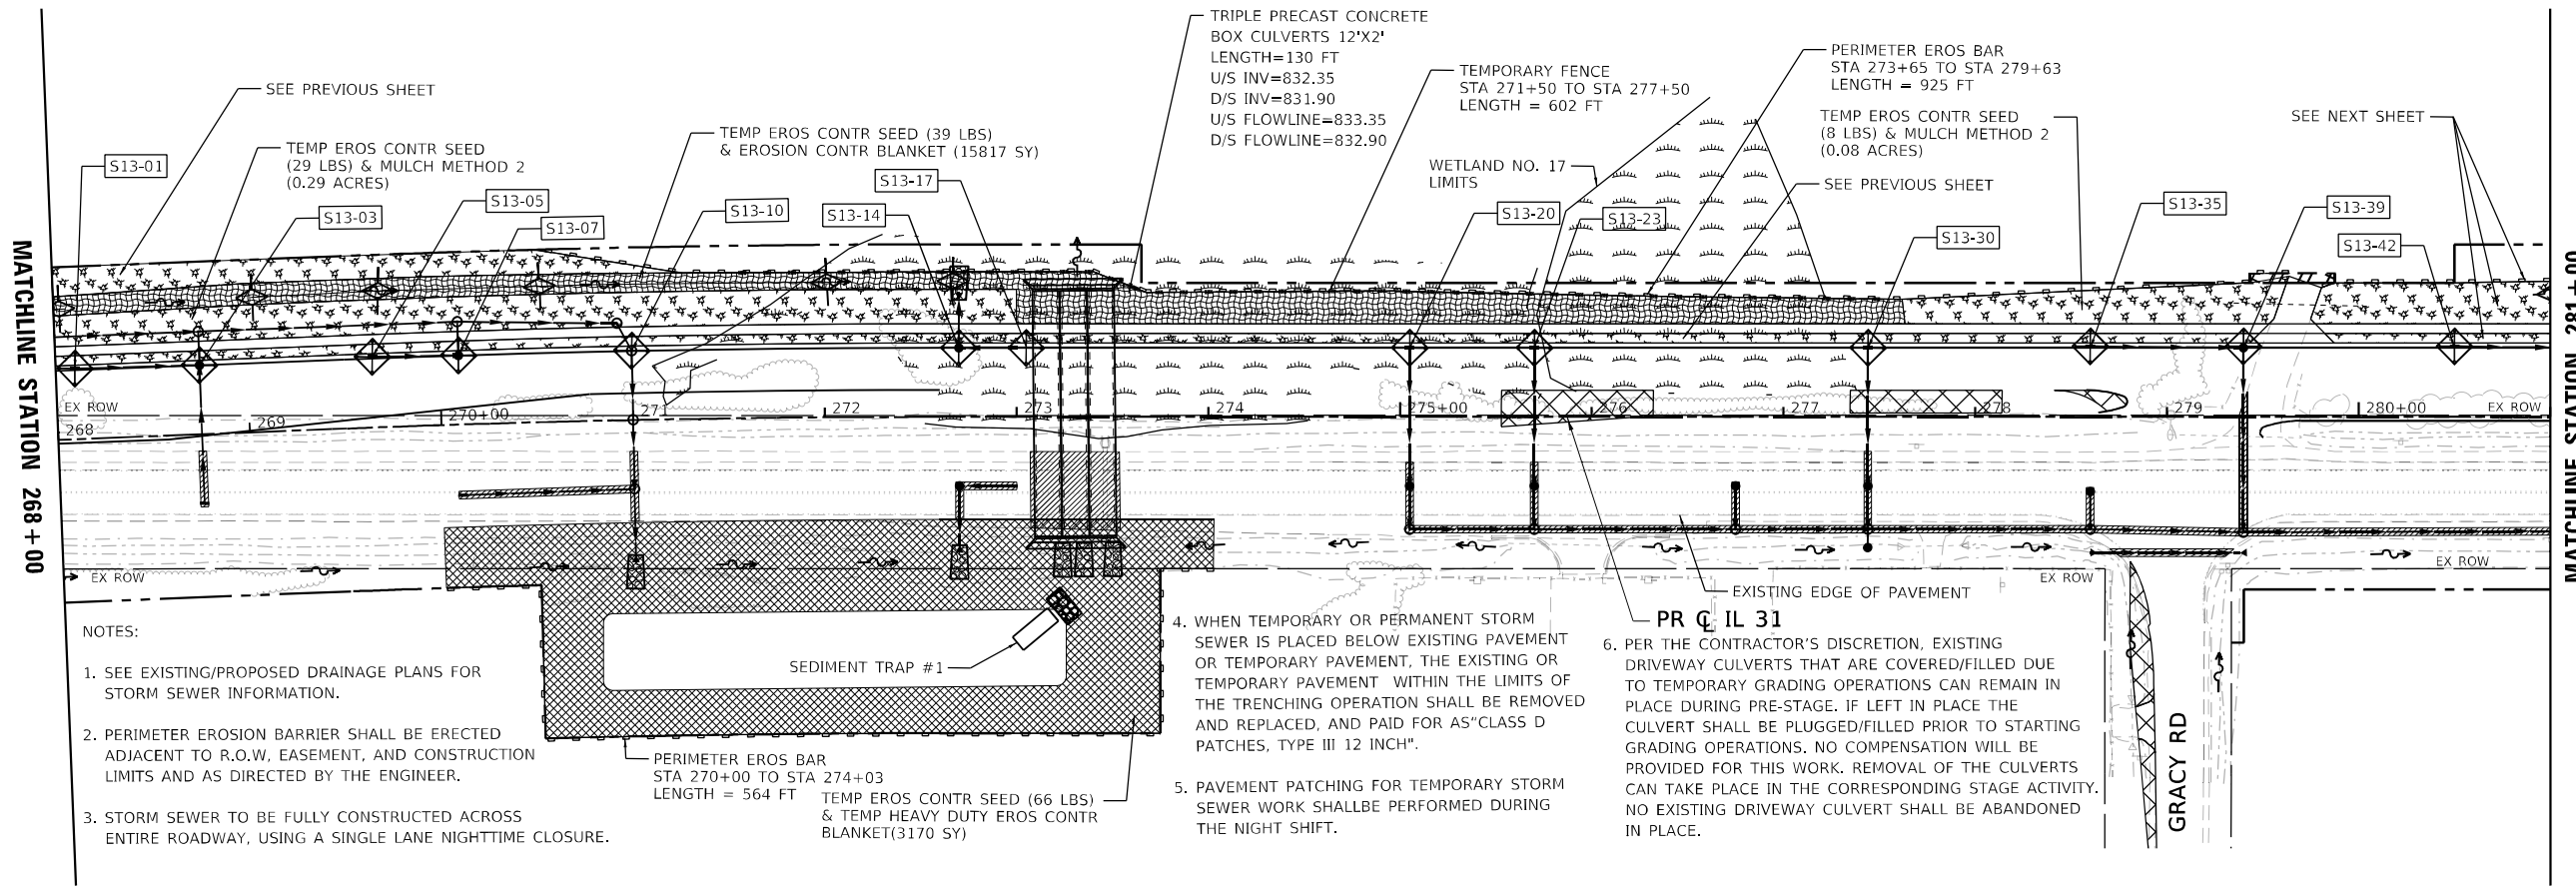 MATCHLINE STATION 268+00
SEE PREVIOUS SHEET
S13-01
TEMP EROS CONTR SEED
(29 LBS) & MULCH METHOD 2
(0.29 ACRES)
S13-03
S13-05
S13-07
TEMP EROS CONTR SEED (39 LBS)
& EROSION CONTR BLANKET (15817 SY)
S13-10
S13-14
S13-17
TRIPLE PRECAST CONCRETE
BOX CULVERTS 12'X2'
LENGTH=130 FT
U/S INV=832.35
D/S INV=831.90
U/S FLOWLINE=833.35
D/S FLOWLINE=832.90
TEMPORARY FENCE
STA 271+50 TO STA 277+50
LENGTH = 602 FT
WETLAND NO. 17
LIMITS
S13-20
S13-23
PERIMETER EROS BAR
STA 273+65 TO STA 279+63
LENGTH = 925 FT
TEMP EROS CONTR SEED
(8 LBS) & MULCH METHOD 2
(0.08 ACRES)
SEE PREVIOUS SHEET
S13-30
S13-35
S13-39
S13-42
SEE NEXT SHEET
EX ROW
268
269
270+00
271
272
273
274
275+00
276
277
278
279
280+00
EX ROW
EX ROW
EX ROW
EX ROW
EXISTING EDGE OF PAVEMENT
PR ℄ IL 31
GRACY RD
SEDIMENT TRAP #1
PERIMETER EROS BAR
STA 270+00 TO STA 274+03
LENGTH = 564 FT
TEMP EROS CONTR SEED (66 LBS)
& TEMP HEAVY DUTY EROS CONTR
BLANKET(3170 SY)
NOTES:
1. SEE EXISTING/PROPOSED DRAINAGE PLANS FOR
STORM SEWER INFORMATION.
2. PERIMETER EROSION BARRIER SHALL BE ERECTED
ADJACENT TO R.O.W, EASEMENT, AND CONSTRUCTION
LIMITS AND AS DIRECTED BY THE ENGINEER.
3. STORM SEWER TO BE FULLY CONSTRUCTED ACROSS
ENTIRE ROADWAY, USING A SINGLE LANE NIGHTTIME CLOSURE.
4. WHEN TEMPORARY OR PERMANENT STORM
SEWER IS PLACED BELOW EXISTING PAVEMENT
OR TEMPORARY PAVEMENT, THE EXISTING OR
TEMPORARY PAVEMENT WITHIN THE LIMITS OF
THE TRENCHING OPERATION SHALL BE REMOVED
AND REPLACED, AND PAID FOR AS"CLASS D
PATCHES, TYPE III 12 INCH".
5. PAVEMENT PATCHING FOR TEMPORARY STORM
SEWER WORK SHALLBE PERFORMED DURING
THE NIGHT SHIFT.
6. PER THE CONTRACTOR'S DISCRETION, EXISTING
DRIVEWAY CULVERTS THAT ARE COVERED/FILLED DUE
TO TEMPORARY GRADING OPERATIONS CAN REMAIN IN
PLACE DURING PRE-STAGE. IF LEFT IN PLACE THE
CULVERT SHALL BE PLUGGED/FILLED PRIOR TO STARTING
GRADING OPERATIONS. NO COMPENSATION WILL BE
PROVIDED FOR THIS WORK. REMOVAL OF THE CULVERTS
CAN TAKE PLACE IN THE CORRESPONDING STAGE ACTIVITY.
NO EXISTING DRIVEWAY CULVERT SHALL BE ABANDONED
IN PLACE.
MATCHLINE STATION 281+00